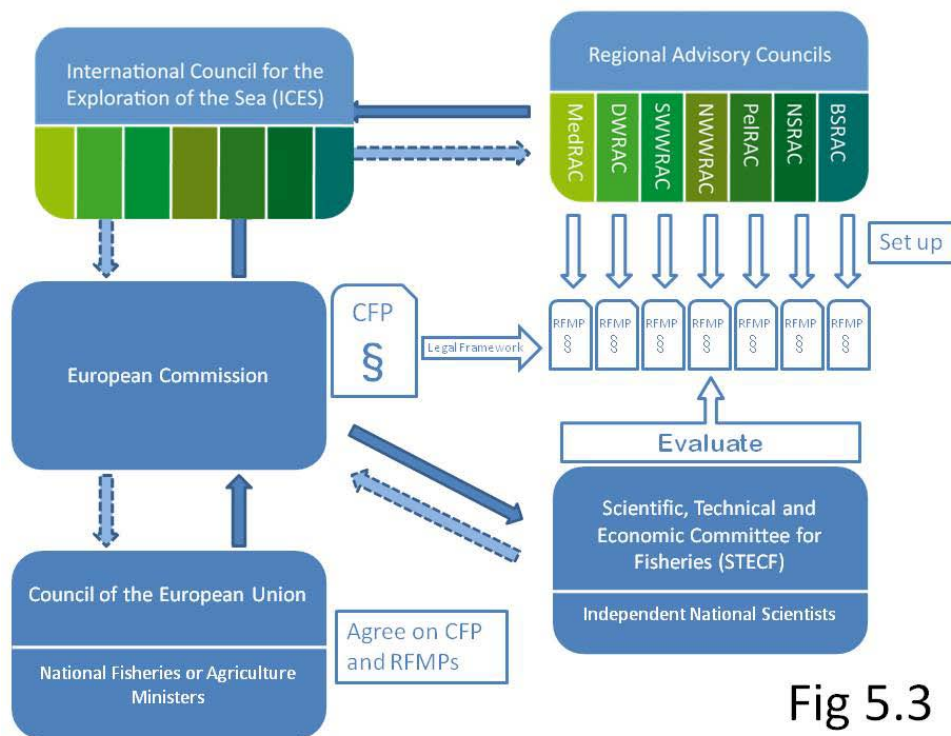 International Council for the
Exploration of the Sea (ICES)
Regional Advisory Councils
MedRAC
DWRAC
SWWRAC
NWWRAC
PelRAC
NSRAC
BSRAC
Set up
European Commission
CFP
§
Legal Framework
RFMP
§
RFMP
§
RFMP
§
RFMP
§
RFMP
§
RFMP
§
RFMP
§
Evaluate
Scientific, Technical and
Economic Committee for
Fisheries (STECF)
Independent National Scientists
Council of the European Union
National Fisheries or Agriculture
Ministers
Agree on CFP
and RFMPs
Fig 5.3